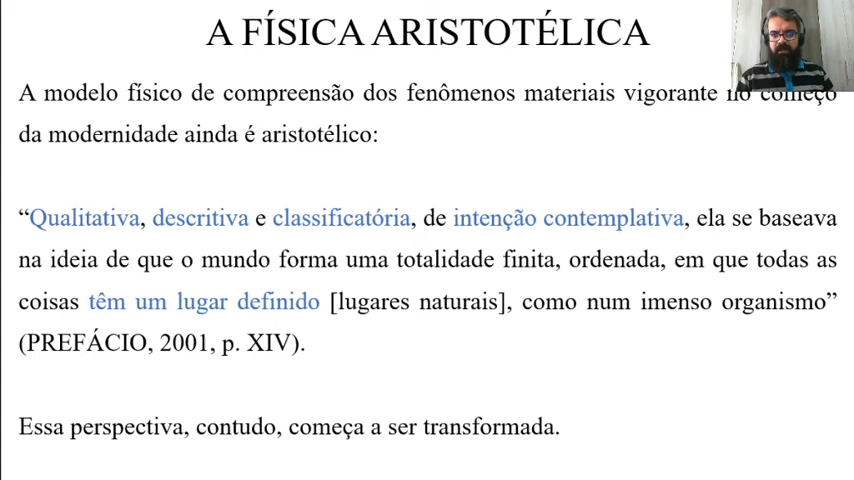 A FÍSICA ARISTOTÉLICA
A modelo físico de compreensão dos fenômenos materiais vigorante no começo
da modernidade ainda é aristotélico:
“Qualitativa, descritiva e classificatória, de intenção contemplativa, ela se baseava
na ideia de que o mundo forma uma totalidade finita, ordenada, em que todas as
coisas têm um lugar definido [lugares naturais], como num imenso organismo”
(PREFÁCIO, 2001, p. XIV).
Essa perspectiva, contudo, começa a ser transformada.